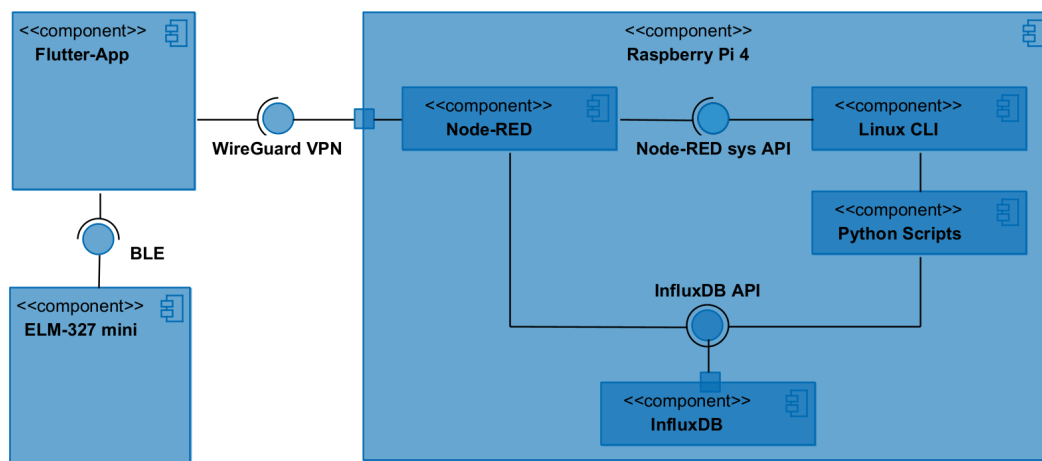 <<component>>
Flutter-App
<<component>>
Raspberry Pi 4
<<component>>
Node-RED
<<component>>
Linux CLI
WireGuard VPN
Node-RED sys API
<<component>>
Python Scripts
BLE
<<component>>
ELM-327 mini
InfluxDB API
<<component>>
InfluxDB